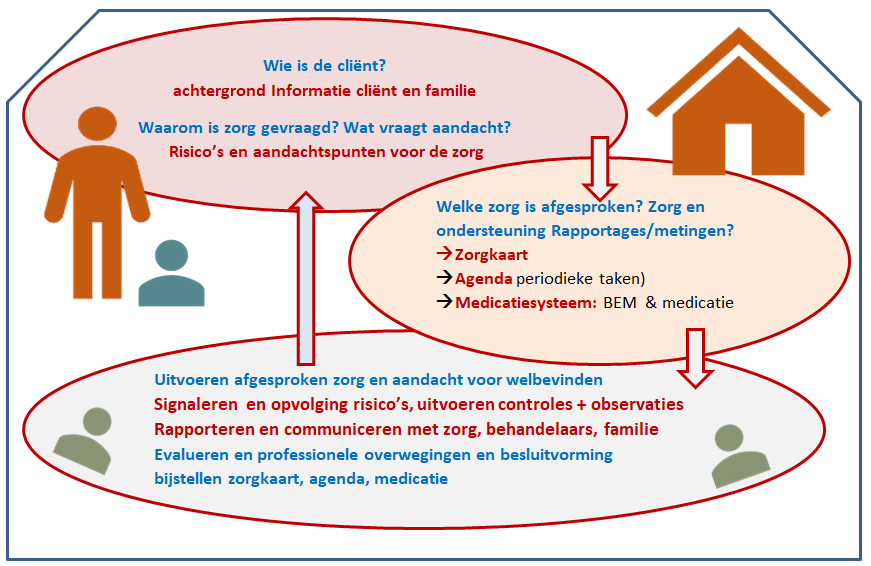 Wie is de cliënt?
achtergrond Informatie cliënt en familie
Waarom is zorg gevraagd? Wat vraagt aandacht?
Risico's en aandachtspunten voor de zorg
Welke zorg is afgesproken? Zorg en
ondersteuning Rapportages/metingen?
→Zorgkaart
→Agenda periodieke taken)
→Medicatiesysteem: BEM & medicatie
Uitvoeren afgesproken zorg en aandacht voor welbevinden
Signaleren en opvolging risico's, uitvoeren controles + observaties
Rapporteren en communiceren met zorg, behandelaars, familie
Evalueren en professionele overwegingen en besluitvorming
bijstellen zorgkaart, agenda, medicatie